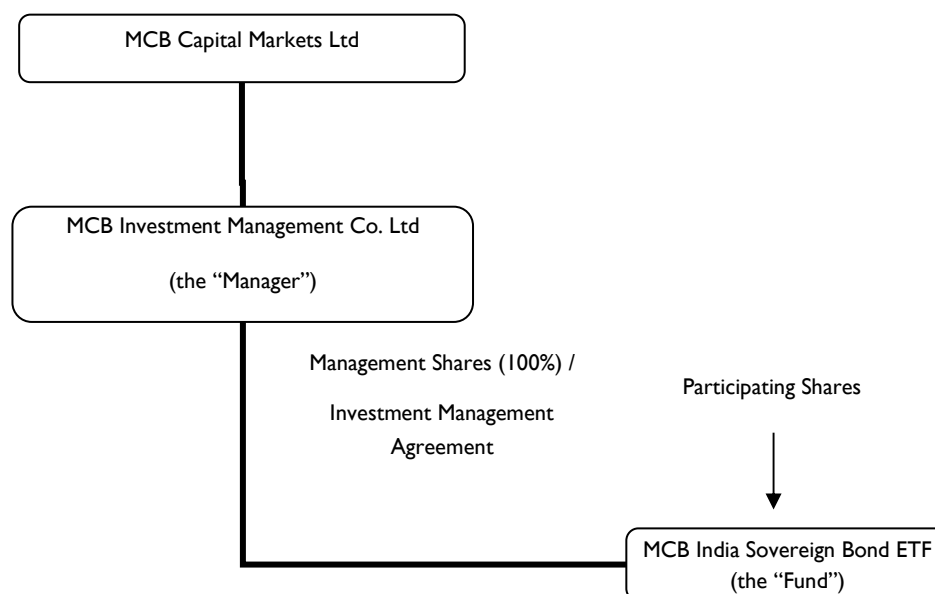 MCB Capital Markets Ltd
MCB Investment Management Co. Ltd
(the “Manager”)
Management Shares (100%) /
Investment Management
Agreement
Participating Shares
MCB India Sovereign Bond ETF
(the “Fund”)